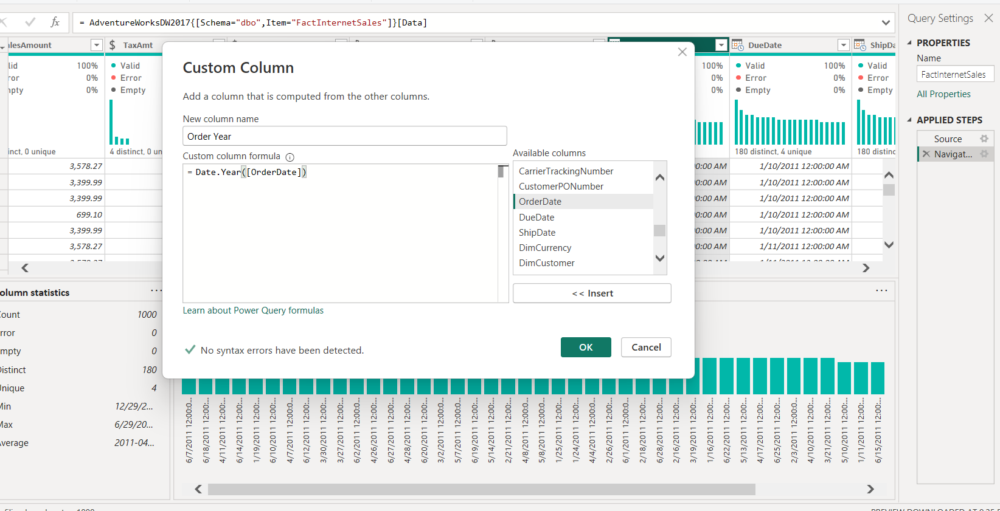 fx
= AdventureWorksDW2017{[Schema="dbo",Item="FactInternetSales"]}[Data]
lesAmount
$ TaxAmt
DueDate
ShipDa
lid 100%
ror 0%
npty 0%
inct, 0 unique
Valid
Error
Empty
4 distinct, 0 un
100%
0%
0%
Valid 100%
Error 0%
Empty 0%
180 distinct, 4 unique
Valid
Error
Empty
180 distin
3,578.27
3,399.99
3,399.99
699.10
3,399.99
3,578.27
0:00 AM 1/10/2011 12:00:00 AM
0:00 AM 1/10/2011 12:00:00 AM
0:00 AM 1/10/2011 12:00:00 AM
0:00 AM 1/10/2011 12:00:00 AM
0:00 AM 1/10/2011 12:00:00 AM
0:00 AM 1/11/2011 12:00:00 AM
Custom Column
Add a column that is computed from the other columns.
New column name
Order Year
Custom column formula
= Date.Year([OrderDate])
Available columns
CarrierTrackingNumber
CustomerPONumber
OrderDate
DueDate
ShipDate
DimCurrency
DimCustomer
<< Insert
Learn about Power Query formulas
No syntax errors have been detected.
OK
Cancel
Query Settings
PROPERTIES
Name
FactInternetSales
All Properties
APPLIED STEPS
Source
Navigat...
olumn statistics
...
...
ount 1000
rror 0
mpty 0
istinct 180
nique 4
Min 12/29/2...
Max 6/29/20...
verage 2011-04...
6/7/2011 12:00:0...
6/18/2011 12:00:...
4/11/2011 12:00:...
6/14/2011 12:00:...
1/19/2011 12:00:...
6/10/2011 12:00:...
4/7/2011 12:00:0...
6/12/2011 12:00:...
3/30/2011 12:00:...
3/27/2011 12:00:...
6/2/2011 12:00:0...
4/26/2011 12:00:...
6/27/2011 12:00:...
4/28/2011 12:00:...
6/20/2011 12:00:...
3/2/2011 12:00:0...
5/7/2011 12:00:0...
6/19/2011 12:00:...
5/14/2011 12:00:...
2/19/2011 12:00:...
4/8/2011 12:00:0...
5/8/2011 12:00:0...
1/25/2011 12:00:...
1/24/2011 12:00:...
4/4/2011 12:00:0...
2/26/2011 12:00:...
6/1/2011 12:00:0...
2/18/2011 12:00:...
6/28/2011 12:00:...
2/16/2011 12:00:...
3/19/2011 12:00:...
1/16/2011 12:00:...
6/22/2011 12:00:...
5/13/2011 12:00:...
4/17/2011 12:00:...
6/25/2011 12:00:...
2/3/2011 12:00:0...
4/10/2011 12:00:...
3/21/2011 12:00:...
5/10/2011 12:00:...
1/11/2011 12:00:...
6/15/2011 12:00:...